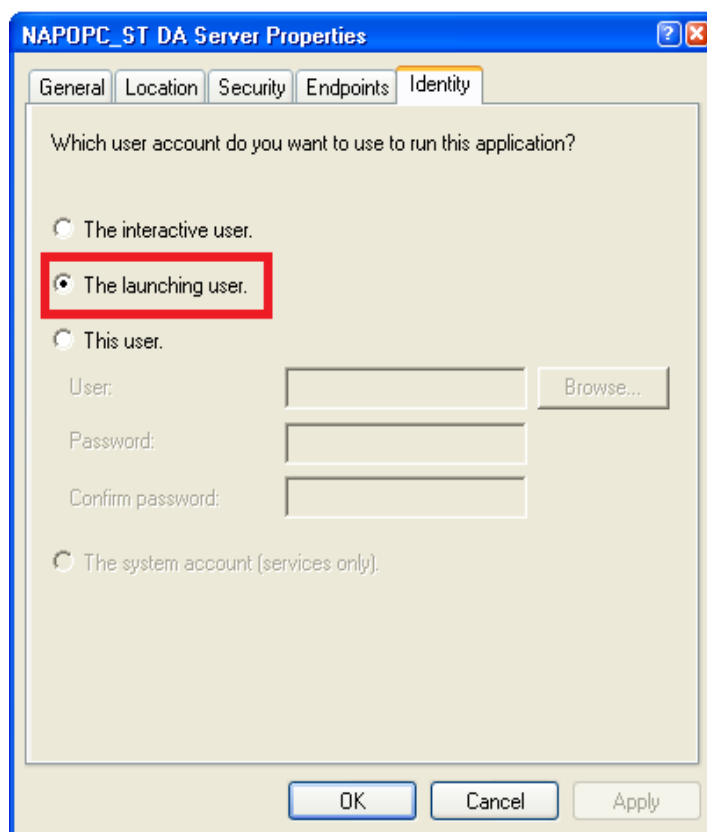 NAPOPC_ST DA Server Properties
General Location Security Endpoints Identity
Which user account do you want to use to run this application?
The interactive user.
The launching user.
This user.
User:
Browse...
Password:
Confirm password:
The system account (services only).
OK Cancel Apply